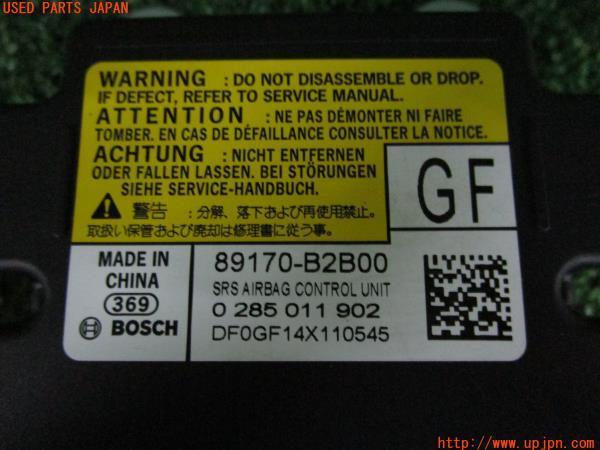 USED PARTS JAPAN
WARNING : DO NOT DISASSEMBLE OR DROP.
IF DEFECT, REFER TO SERVICE MANUAL.
ATTENTION : NE PAS DÉMONTER NI FAIRE
TOMBER. EN CAS DE DÉFAILLANCE CONSULTER LA NOTICE.
ACHTUNG : NICHT ENTFERNEN
ODER FALLEN LASSEN. BEI STÖRUNGEN
SIEHE SERVICE-HANDBUCH.
警告 : 分解、落下および再使用禁止。
取扱い保管および廃却は修理書に従う事。
GF
MADE IN
CHINA
369
BOSCH
89170-B2B00
SRS AIRBAG CONTROL UNIT
0 285 011 902
DF0GF14X110545
http://www.upjpn.com/